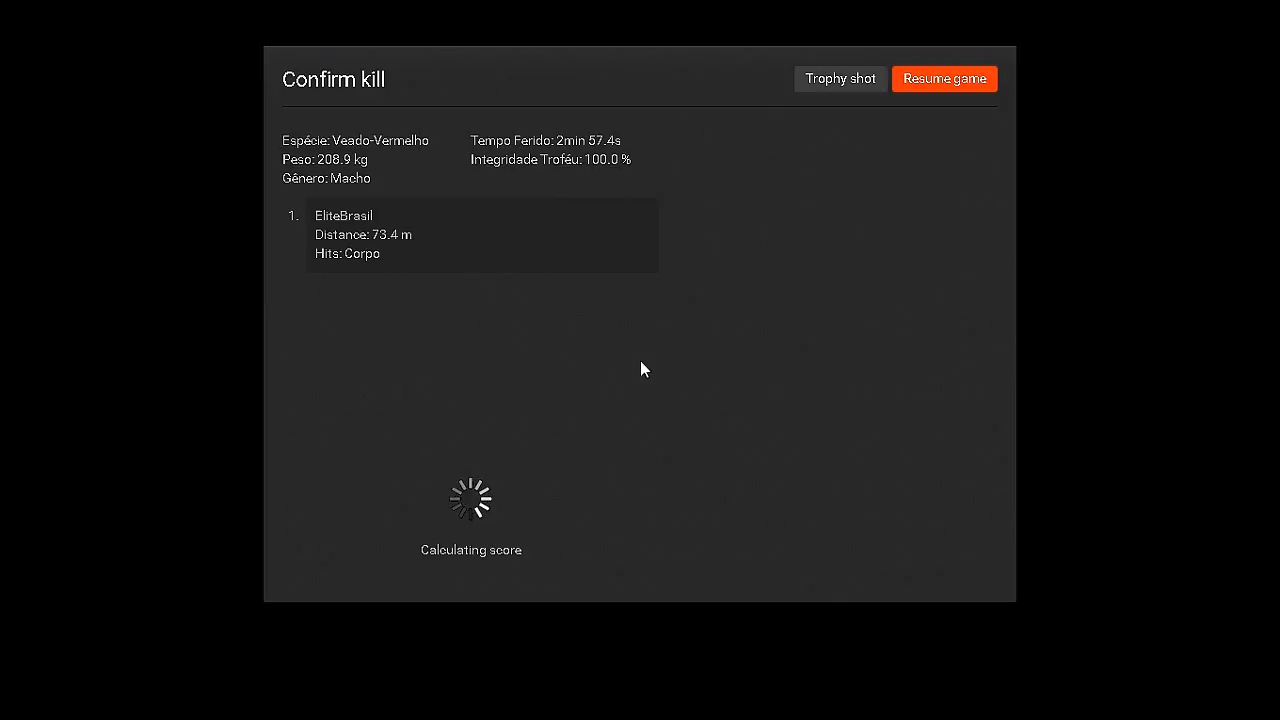 Confirm kill
Trophy shot
Resume game
Espécie: Veado-Vermelho
Peso: 208.9 kg
Gênero: Macho
Tempo Ferido: 2min 57.4s
Integridade Troféu: 100.0 %
1.
EliteBrasil
Distance: 73.4 m
Hits: Corpo
Calculating score